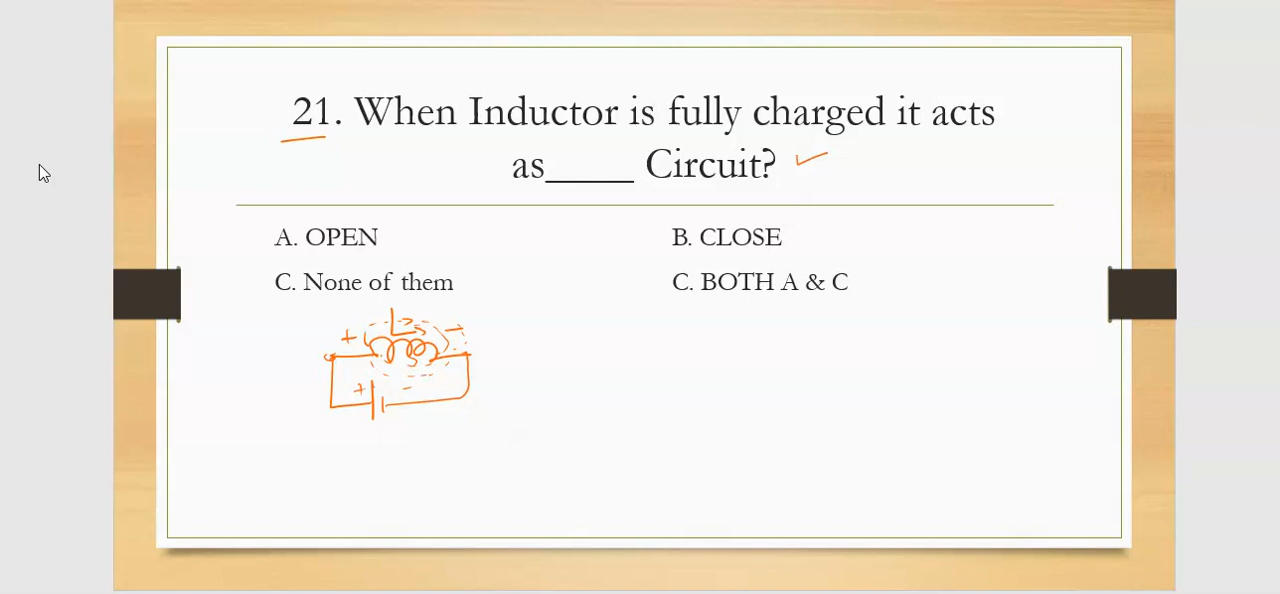 21. When Inductor is fully charged it acts
as_____ Circuit?
A. OPEN
B. CLOSE
C. None of them
C. BOTH A & C
L
+ -
+ -